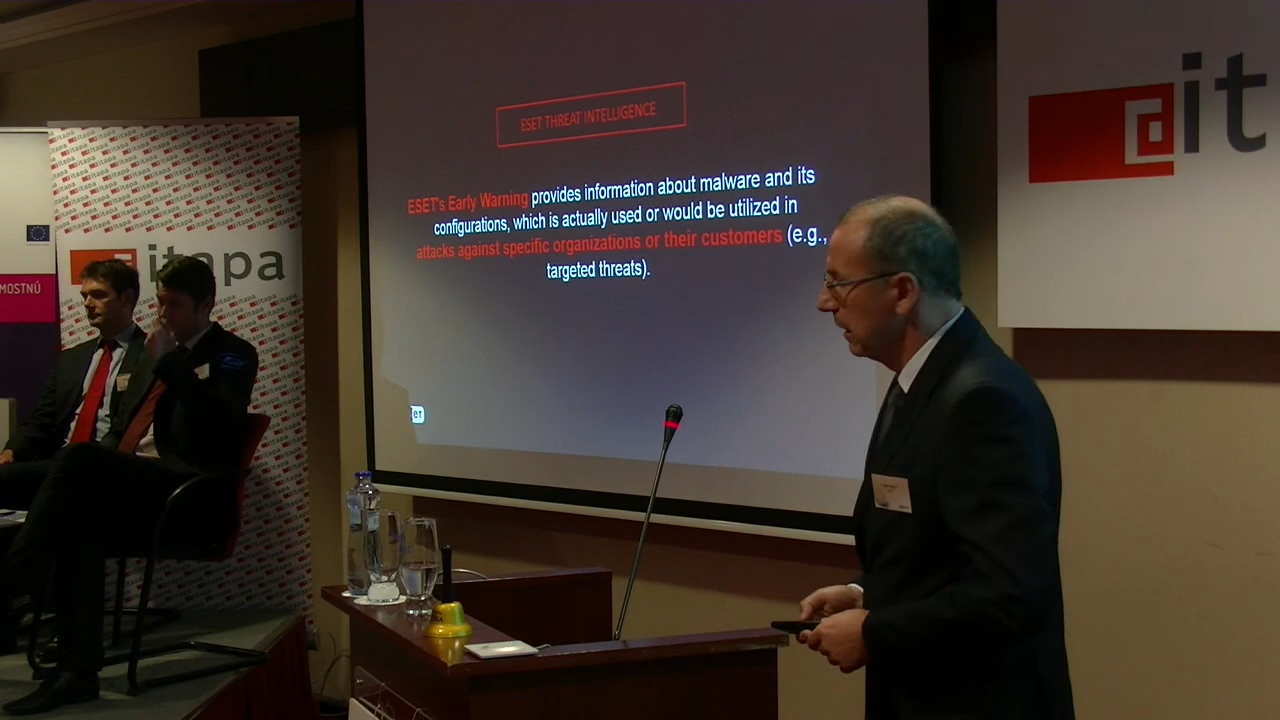 ESET THREAT INTELLIGENCE
ESET's Early Warning provides information about malware and its
configurations, which is actually used or would be utilized in
attacks against specific organizations or their customers (e.g.,
targeted threats).
eset
itapa
MOSTNÚ
it